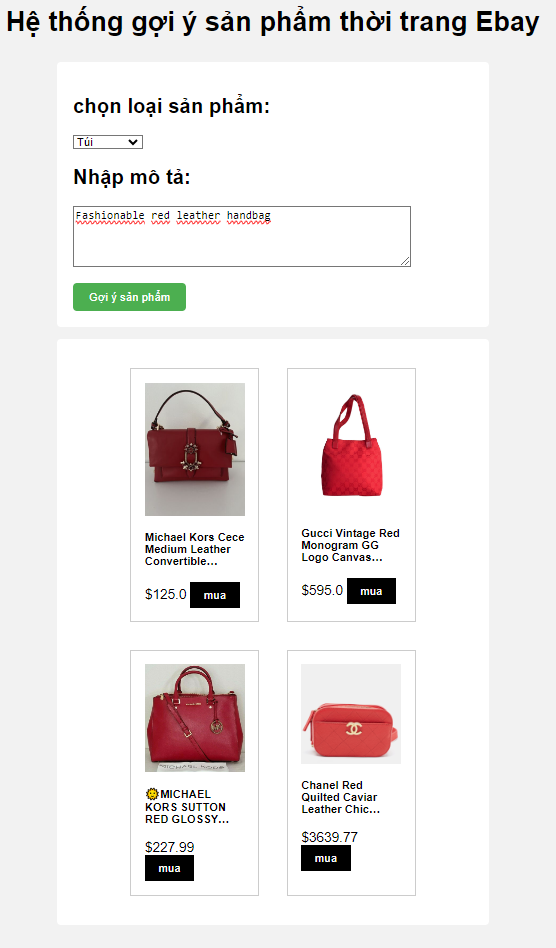 Hệ thống gợi ý sản phẩm thời trang Ebay
chọn loại sản phẩm:
Túi
Nhập mô tả:
Fashionable red leather handbag
Gợi ý sản phẩm
Michael Kors Cece
Medium Leather
Convertible...
$125.0 mua
Gucci Vintage Red
Monogram GG
Logo Canvas...
$595.0 mua
🌞MICHAEL
KORS SUTTON
RED GLOSSY...
$227.99
mua
Chanel Red
Quilted Caviar
Leather Chic...
$3639.77
mua